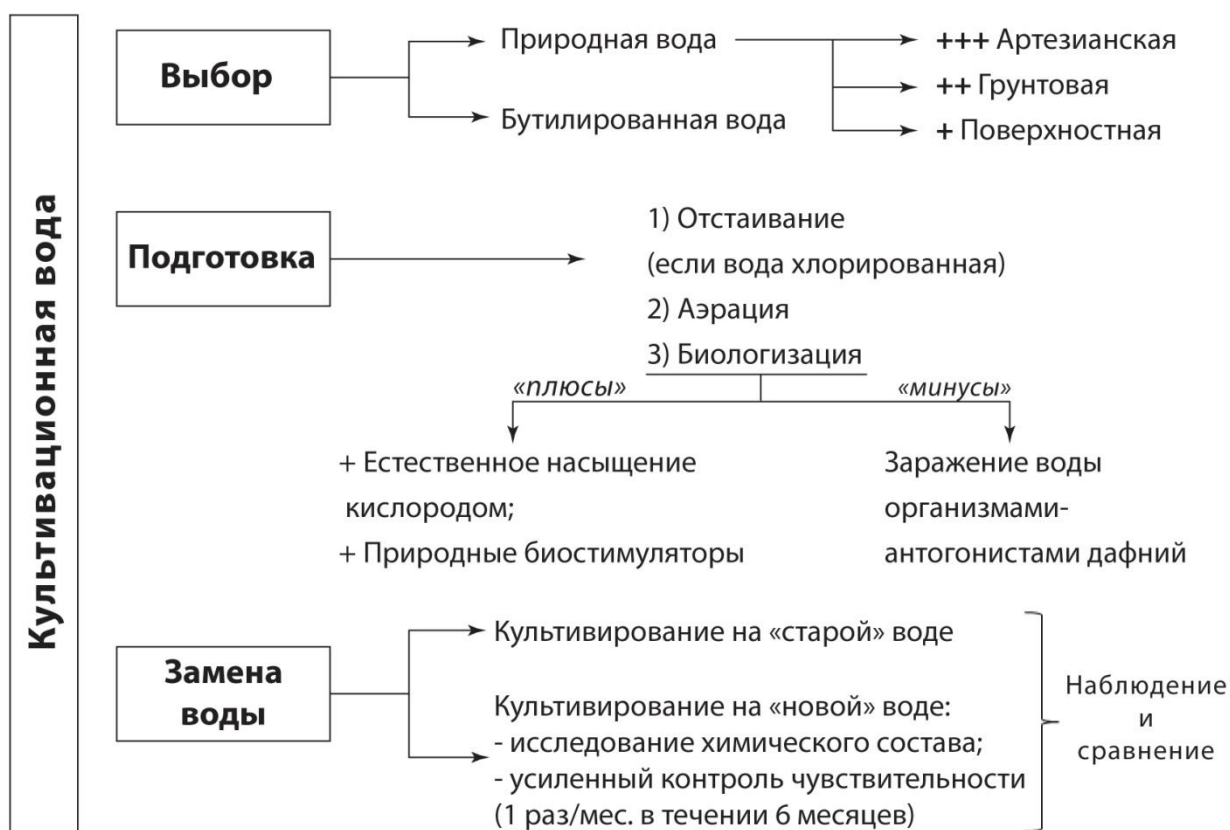 Культивационная вода
Выбор
Природная вода
Бутилированная вода
+++ Артезианская
++ Грунтовая
+ Поверхностная
Подготовка
1) Отстаивание
(если вода хлорированная)
2) Аэрация
3) Биологизация
«плюсы»
«минусы»
+ Естественное насыщение
кислородом;
+ Природные биостимуляторы
Заражение воды
организмами-
антогонистами дафний
Замена
воды
Культивирование на «старой» воде
Культивирование на «новой» воде:
- исследование химического состава;
- усиленный контроль чувствительности
(1 раз/мес. в течении 6 месяцев)
Наблюдение
и
сравнение